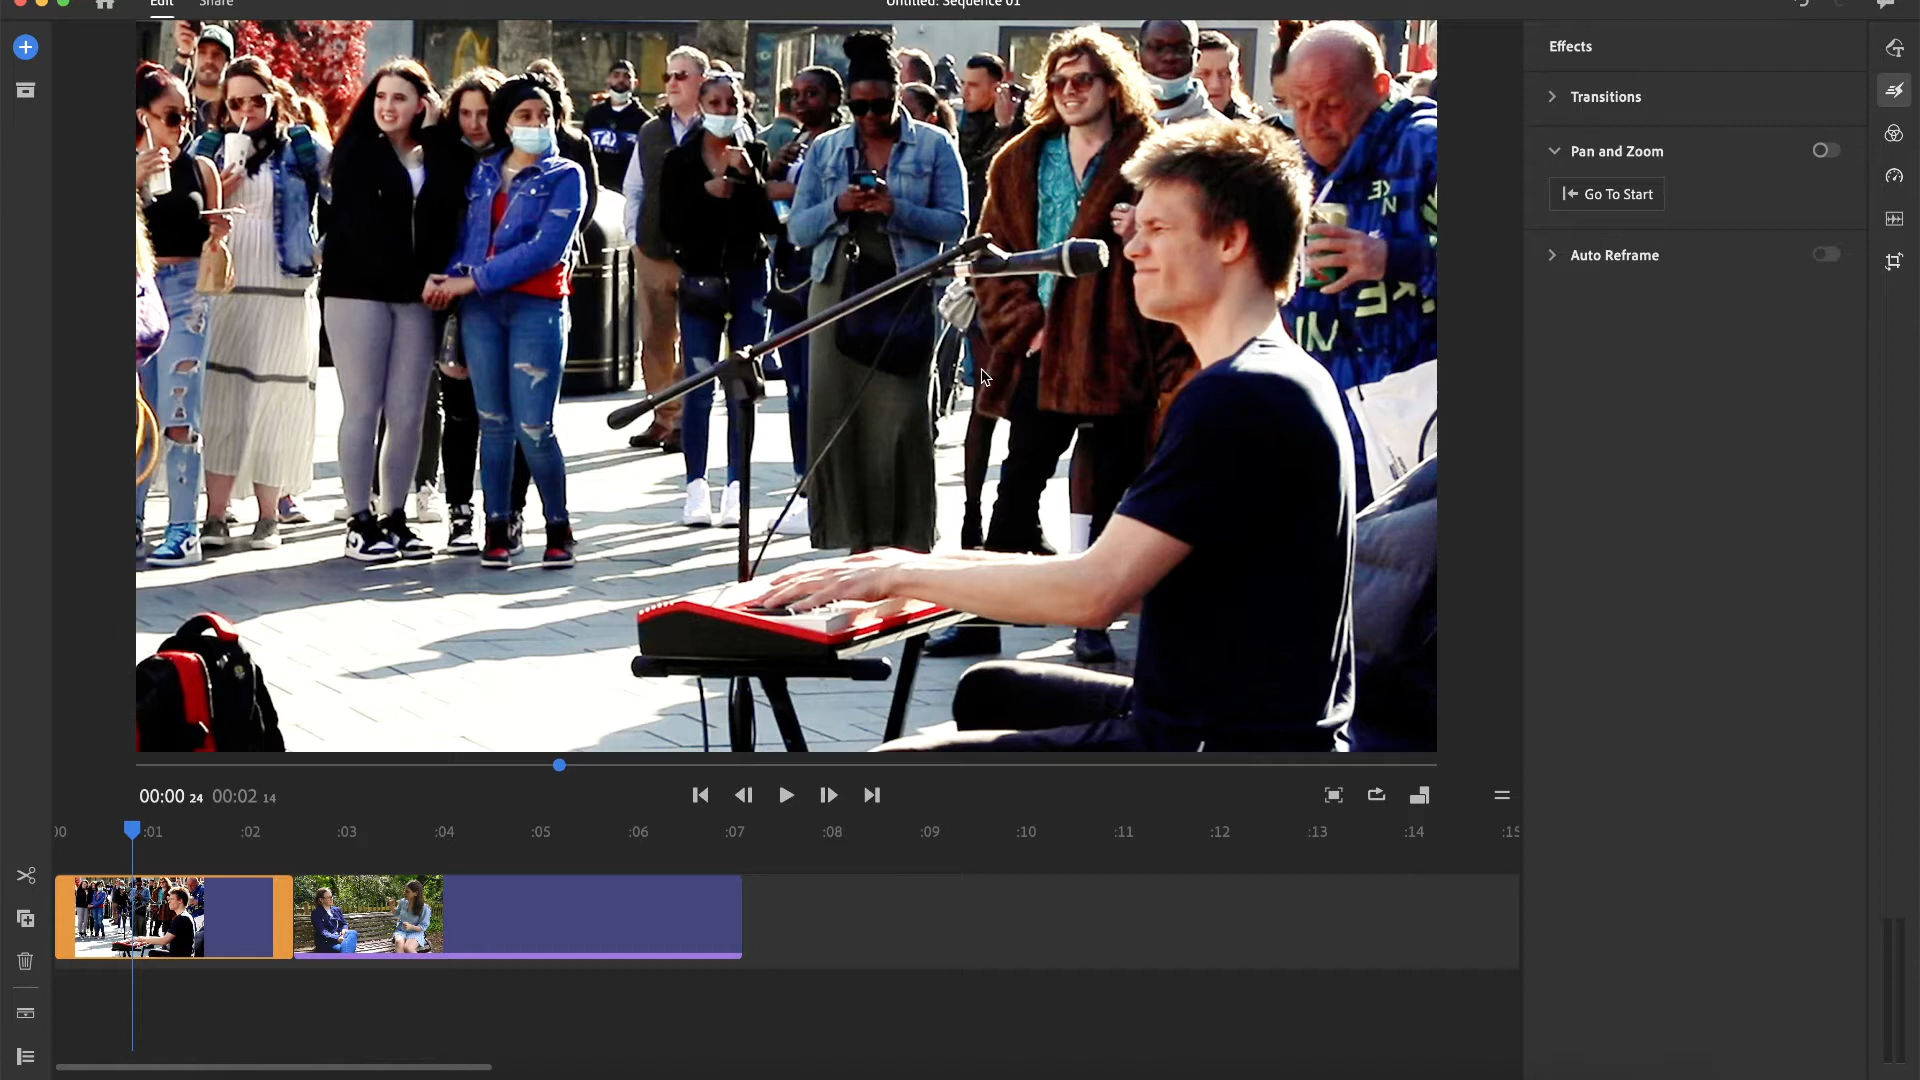 Edit
Share
Untitled: Sequence 01
Effects
Transitions
Pan and Zoom
Go To Start
Auto Reframe
00:00 24 00:02 14
:01 :02 :03 :04 :05 :06 :07 :08 :09 :10 :11 :12 :13 :14 :15